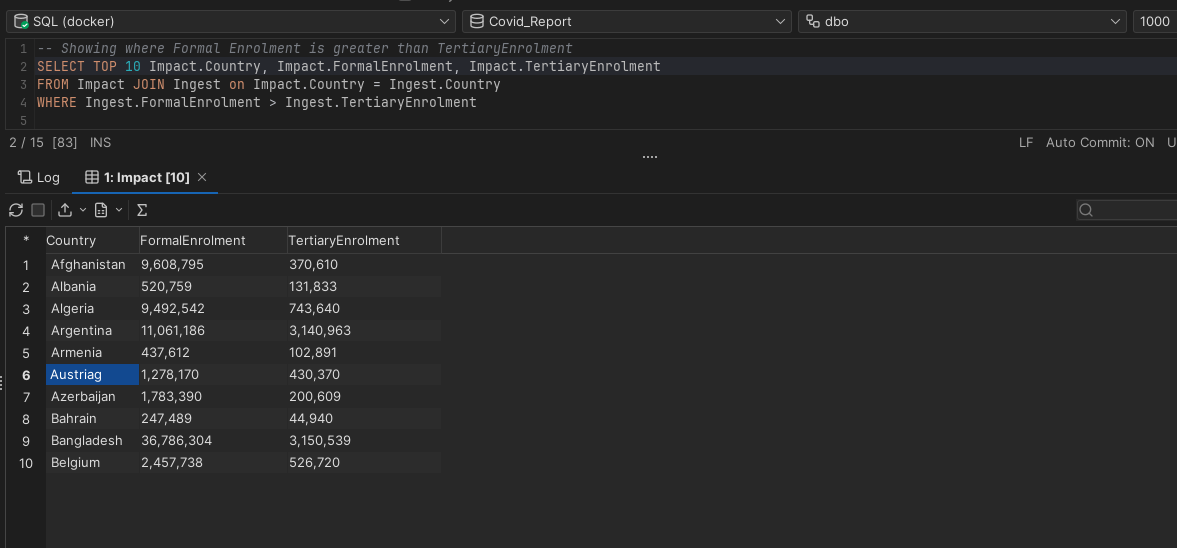 SQL (docker) Covid_Report dbo 1000
1 -- Showing where Formal Enrolment is greater than TertiaryEnrolment
2 SELECT TOP 10 Impact.Country, Impact.FormalEnrolment, Impact.TertiaryEnrolment
3 FROM Impact JOIN Ingest on Impact.Country = Ingest.Country
4 WHERE Ingest.FormalEnrolment > Ingest.TertiaryEnrolment
5
2 / 15 [83] INS LF Auto Commit: ON U
Log 1: Impact [10]
* Country FormalEnrolment TertiaryEnrolment
1 Afghanistan 9,608,795 370,610
2 Albania 520,759 131,833
3 Algeria 9,492,542 743,640
4 Argentina 11,061,186 3,140,963
5 Armenia 437,612 102,891
6 Austriag 1,278,170 430,370
7 Azerbaijan 1,783,390 200,609
8 Bahrain 247,489 44,940
9 Bangladesh 36,786,304 3,150,539
10 Belgium 2,457,738 526,720